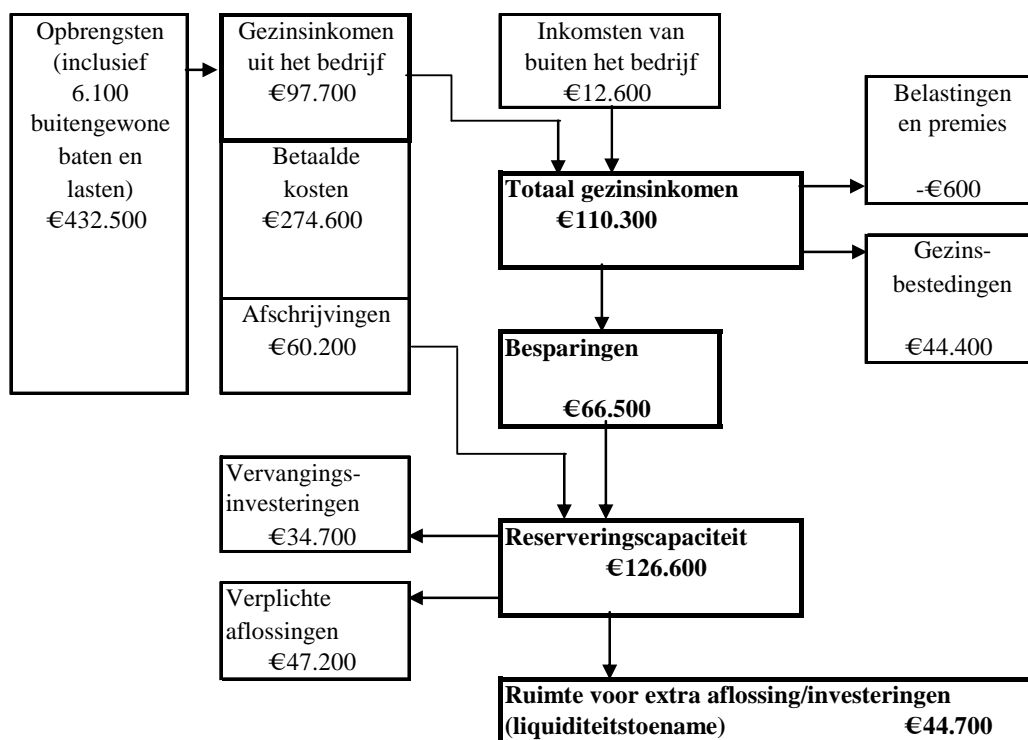 Opbrengsten
(inclusief
6.100
buitengewone
baten en
lasten)
€432.500
Gezinsinkomen
uit het bedrijf
€97.700
Betaalde
kosten
€274.600
Afschrijvingen
€60.200
Inkomsten van
buiten het bedrijf
€12.600
Totaal gezinsinkomen
€110.300
Belastingen
en premies
-€600
Gezins-
bestedingen
€44.400
Besparingen
€66.500
Vervangings-
investeringen
€34.700
Verplichte
aflossingen
€47.200
Reserveringscapaciteit
€126.600
Ruimte voor extra aflossing/investeringen
(liquiditeitstoename) €44.700